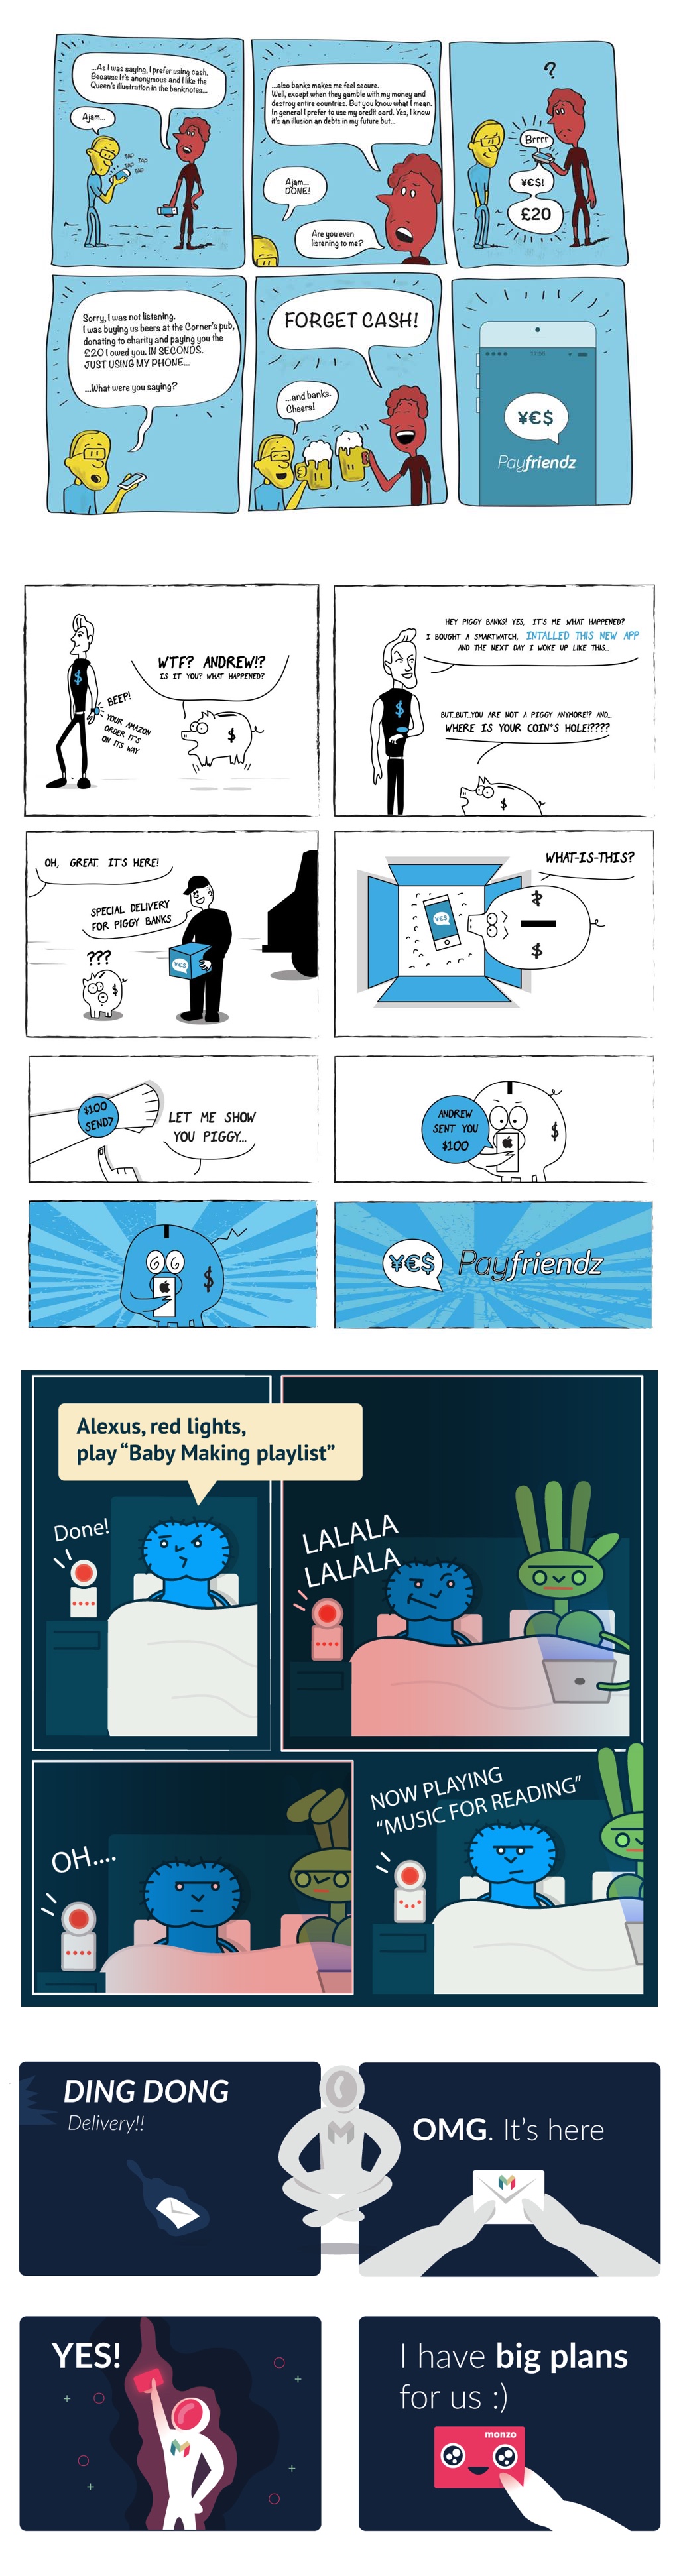 ...As I was saying, I prefer using cash.
Because It's anonymous and I like the
Queen's illustration in the banknotes...
Ajam...
TAP
TAP
TAP
...also banks makes me feel secure.
Well, except when they gamble with my money and
destroy entire countries. But you know what I mean.
In general I prefer to use my credit card. Yes, I know
it's an illusion an debts in my future but...
Ajam...
DONE!
Are you even
listening to me?
?
Brrrr
¥€$!
£20
Sorry, I was not listening.
I was buying us beers at the Corner's pub,
donating to charity and paying you the
£20 I owed you. IN SECONDS.
JUST USING MY PHONE...
...What were you saying?
FORGET CASH!
...and banks.
Cheers!
¥€$
Payfriendz
WTF? ANDREW!?
IS IT YOU? WHAT HAPPENED?
$
BEEP!
YOUR AMAZON
ORDER IT'S
ON ITS WAY
$
HEY PIGGY BANKS! YES, IT'S ME WHAT HAPPENED?
I BOUGHT A SMARTWATCH, INTALLED THIS NEW APP
AND THE NEXT DAY I WOKE UP LIKE THIS...
$
BUT..BUT..YOU ARE NOT A PIGGY ANYMORE!? AND..
WHERE IS YOUR COIN"S HOLE!????
$
OH, GREAT. IT'S HERE!
SPECIAL DELIVERY
FOR PIGGY BANKS
???
$
¥€$
WHAT-IS-THIS?
$
¥€$
$
$100
SEND?
LET ME SHOW
YOU PIGGY...
ANDREW
SENT YOU
$100
$
$
¥€$ Payfriendz
Alexus, red lights,
play “Baby Making playlist”
Done!
LALALA
LALALA
OH....
NOW PLAYING
“MUSIC FOR READING”
DING DONG
Delivery!!
M
OMG. It's here
M
YES!
M
I have big plans
for us :)
monzo